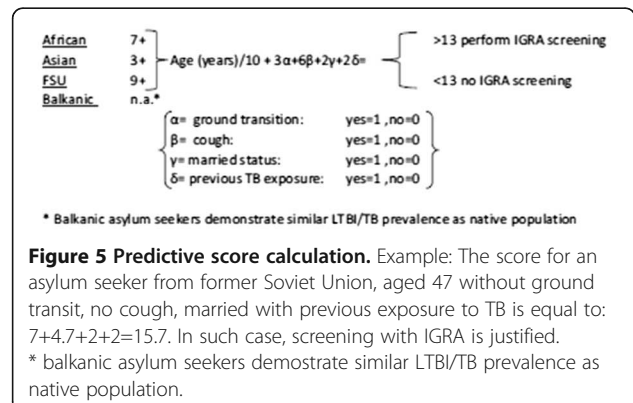 African 7+
Asian 3+ Age (years)/10 + 3α+6β+2γ+2δ= >13 perform IGRA screening
FSU 9+ <13 no IGRA screening
Balkanic n.a.*
α= ground transition: yes=1 ,no=0
β= cough: yes=1 ,no=0
γ= married status: yes=1 ,no=0
δ= previous TB exposure: yes=1 ,no=0
* Balkanic asylum seekers demonstrate similar LTBI/TB prevalence as native population
Figure 5 Predictive score calculation. Example: The score for an
asylum seeker from former Soviet Union, aged 47 without ground
transit, no cough, married with previous exposure to TB is equal to:
7+4.7+2+2=15.7. In such case, screening with IGRA is justified.
* balkanic asylum seekers demostrate similar LTBI/TB prevalence as
native population.